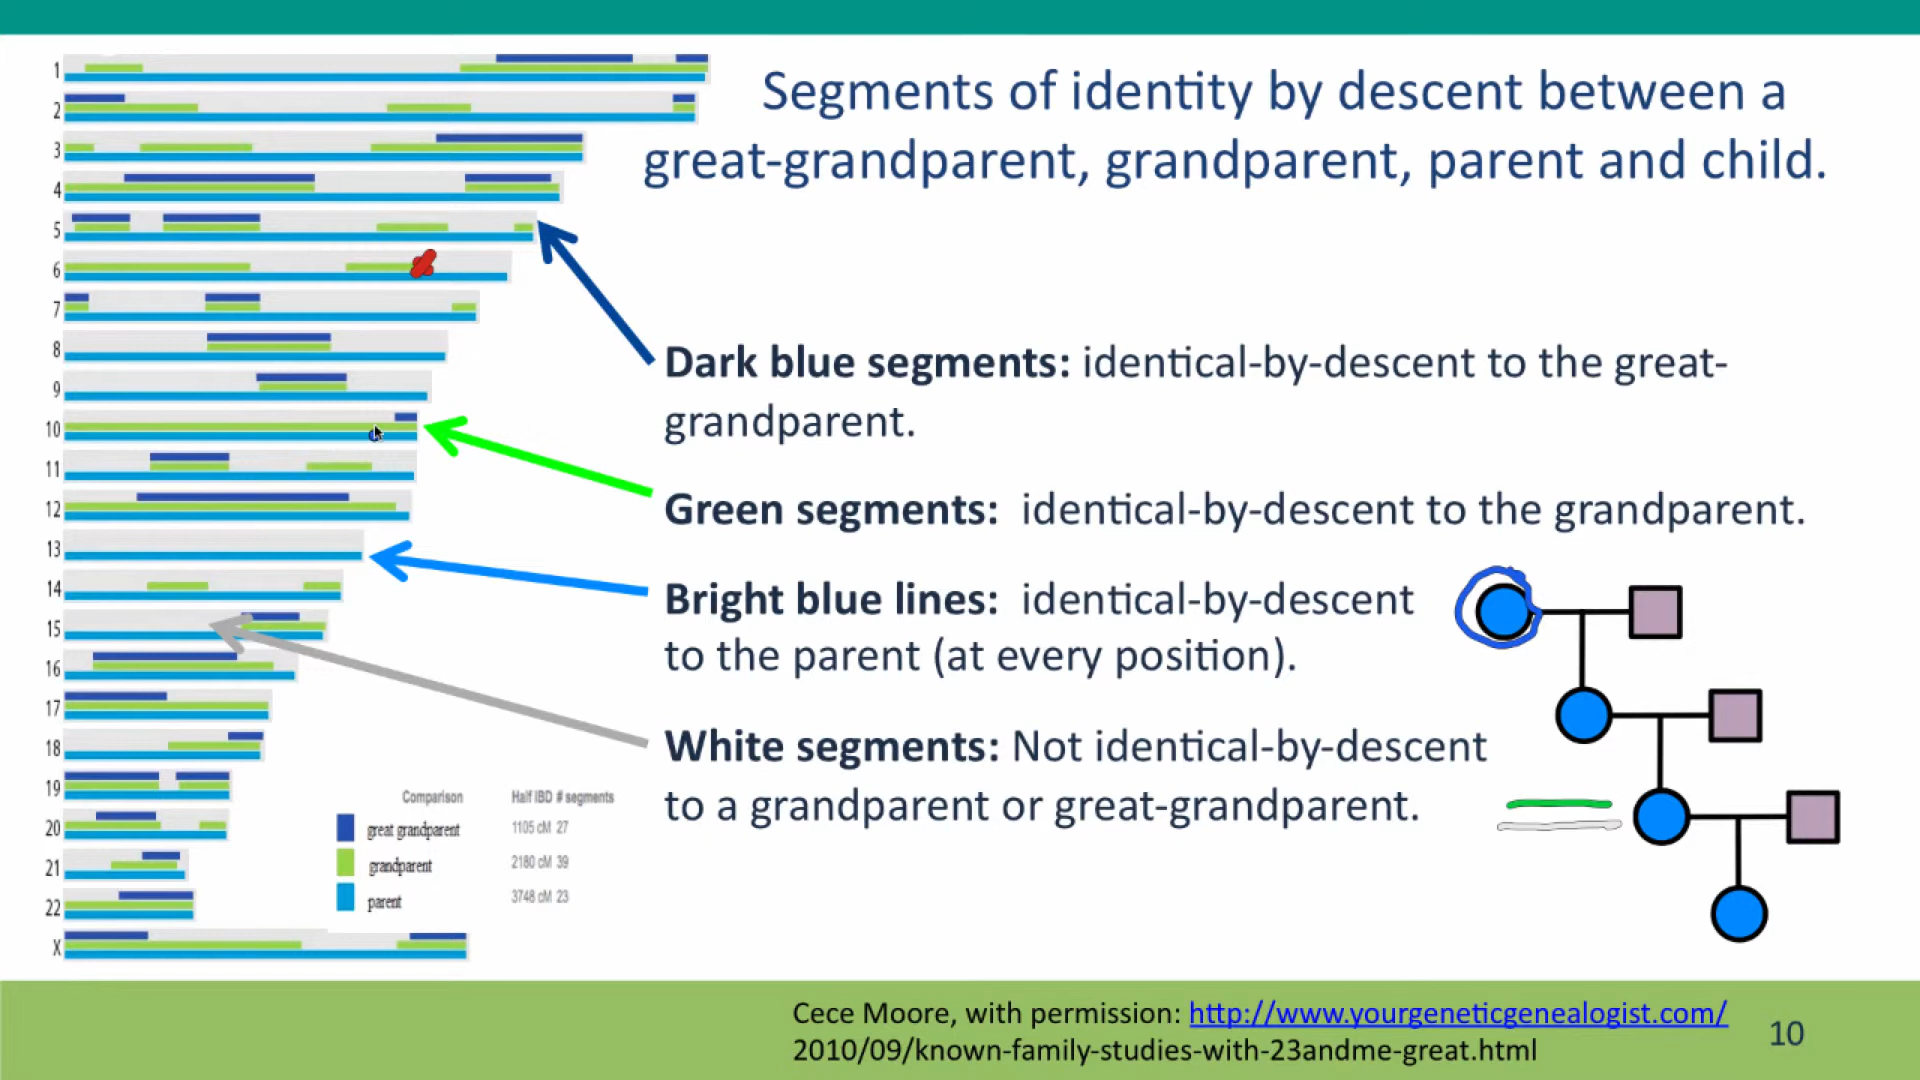 Segments of identity by descent between a
great-grandparent, grandparent, parent and child.
1
2
3
4
5
6
7
8
9
10
11
12
13
14
15
16
17
18
19
20
21
22
X
Dark blue segments: identical-by-descent to the great-
grandparent.
Green segments: identical-by-descent to the grandparent.
Bright blue lines: identical-by-descent
to the parent (at every position).
White segments: Not identical-by-descent
to a grandparent or great-grandparent.
Comparison Half IBD # segments
great grandparent 1105 cM 27
grandparent 2180 cM 39
parent 3748 cM 23
Cece Moore, with permission: http://www.yourgeneticgenealogist.com/
2010/09/known-family-studies-with-23andme-great.html
10